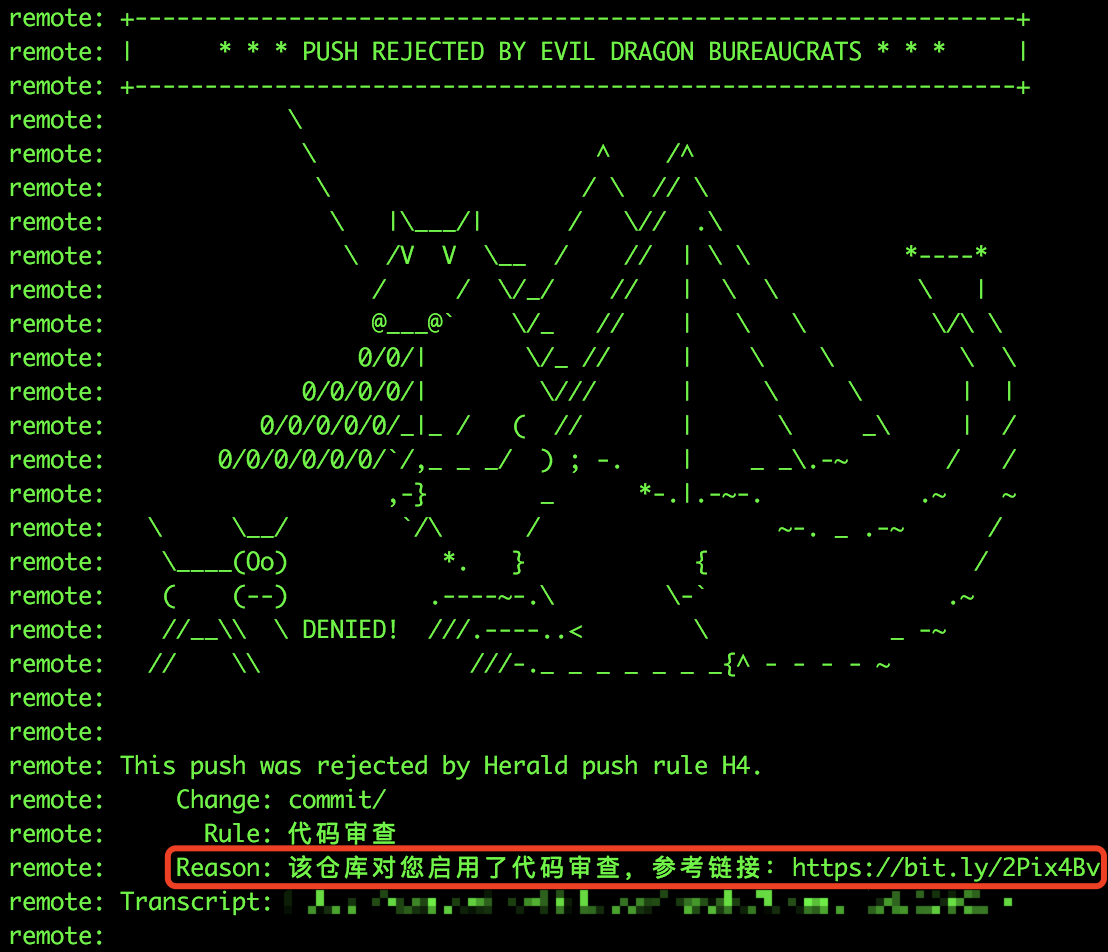 remote: +---------------------------------------------------------------+
remote: |      * * * PUSH REJECTED BY EVIL DRAGON BUREAUCRATS * * *     |
remote: +---------------------------------------------------------------+
remote:             \
remote:              \                    ^    /^
remote:               \                  / \  // \
remote:                \   |\___/|      /   \//  .\
remote:                 \  /V  V  \__  /    //  | \ \           *----*
remote:                   /     /  \/_/    //   |  \  \          \   |
remote:                   @___@`    \/_   //    |   \   \         \/\ \
remote:                  0/0/|       \/_ //     |    \    \         \  \
remote:              0/0/0/0/|        \///      |     \     \       |  |
remote:           0/0/0/0/0/_|_ /   (  //       |      \     _\     |  /
remote:        0/0/0/0/0/0/`/,_ _ _/  ) ; -.    |    _ _\.-~       /   /
remote:                    ,-}        _      *-.|.-~-.           .~    ~
remote:   \     \__/        `/\      /                 ~-. _ .-~      /
remote:    \____(Oo)           *.   }            {                   /
remote:    (    (--)          .----~-.\        \-`                 .~
remote:    //__\\  \ DENIED!  ///.----..<        \             _ -~
remote:   //    \\               ///-._ _ _ _ _ _ _{^ - - - - ~
remote:
remote:
remote: This push was rejected by Herald push rule H4.
remote:     Change: commit/
remote:       Rule: 代码审查
remote:     Reason: 该仓库对您启用了代码审查，参考链接：https://bit.ly/2Pix4Bv
remote: Transcript:
remote: